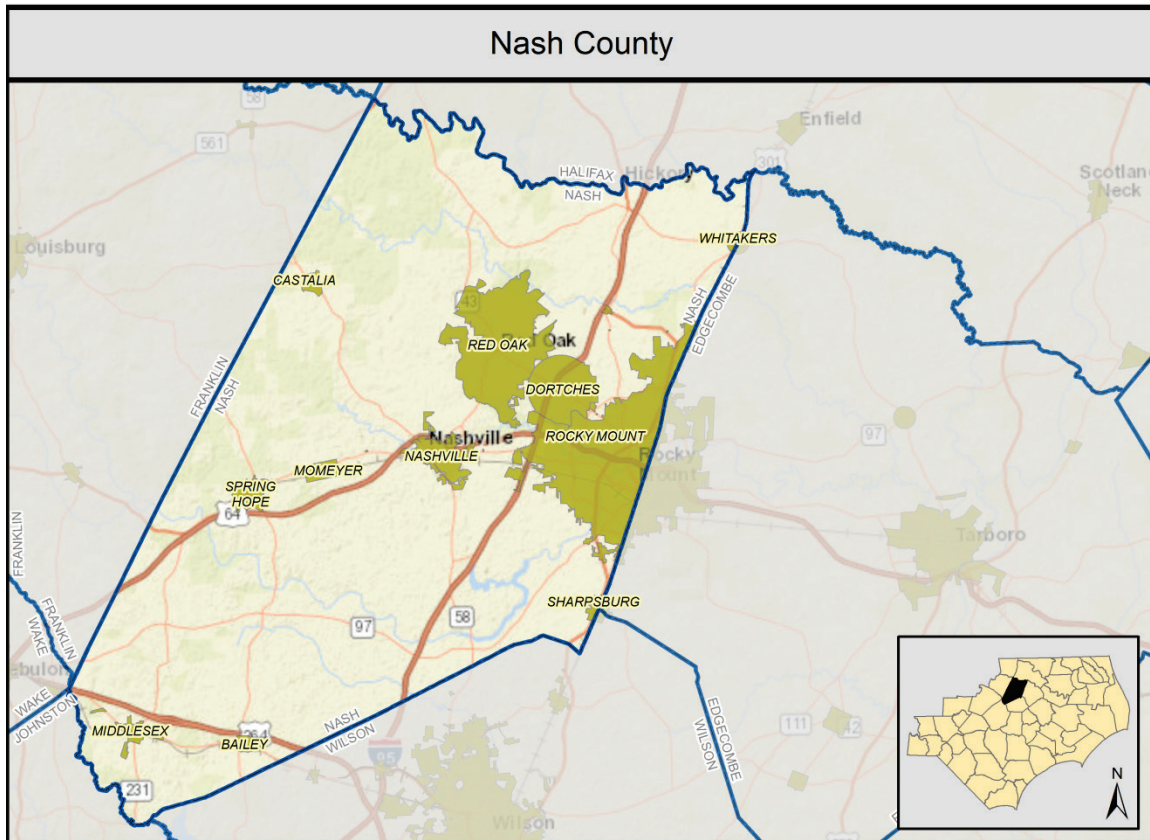 Nash County
58
561
Enfield
301
HALIFAX
NASH
Hickory
Scotland
Neck
WHITAKERS
Louisburg
CASTALIA
43
NASH
EDGECOMBE
RED OAK
Red Oak
FRANKLIN
NASH
DORTCHES
97
Nashville
NASHVILLE
ROCKY MOUNT
Rocky
Mount
MOMEYER
SPRING
HOPE
64
Tarboro
FRANKLIN
FRANKLIN
WAKE
SHARPSBURG
58
97
ebulon
WAKE
JOHNSTON
MIDDLESEX
BAILEY
264
NASH
WILSON
95
EDGECOMBE
WILSON
111
42
231
Wilson
N